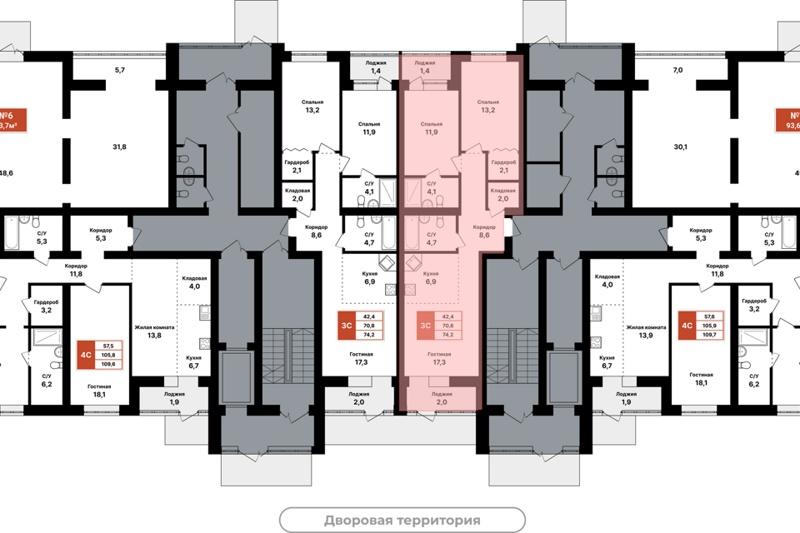 Лоджия
1,4
Лоджия
1,4
5,7
7,0
№6
3,7м²
31,8
48,6
Спальня
13,2
Спальня
11,9
Спальня
11,9
Спальня
13,2
30,1
№
93,6
Гардероб
2,1
Кладовая
2,0
С/У
4,1
С/У
4,1
Гардероб
2,1
Кладовая
2,0
С/У
5,3
Коридор
5,3
Коридор
8,6
С/У
4,7
С/У
4,7
Коридор
8,6
Коридор
5,3
С/У
5,3
Коридор
11,8
Кладовая
4,0
Кухня
6,9
Кухня
6,9
Кладовая
4,0
Коридор
11,8
Гардероб
3,2
4С
57,5
105,8
109,6
Жилая комната
13,8
3С
42,4
70,8
74,2
3С
42,4
70,8
74,2
Жилая комната
13,9
4С
57,8
105,9
109,7
Гардероб
3,2
С/У
6,2
Гостиная
18,1
Кухня
6,7
Гостиная
17,3
Гостиная
17,3
Кухня
6,7
Гостиная
18,1
С/У
6,2
Лоджия
1,9
Лоджия
2,0
Лоджия
2,0
Лоджия
1,9
Дворовая территория